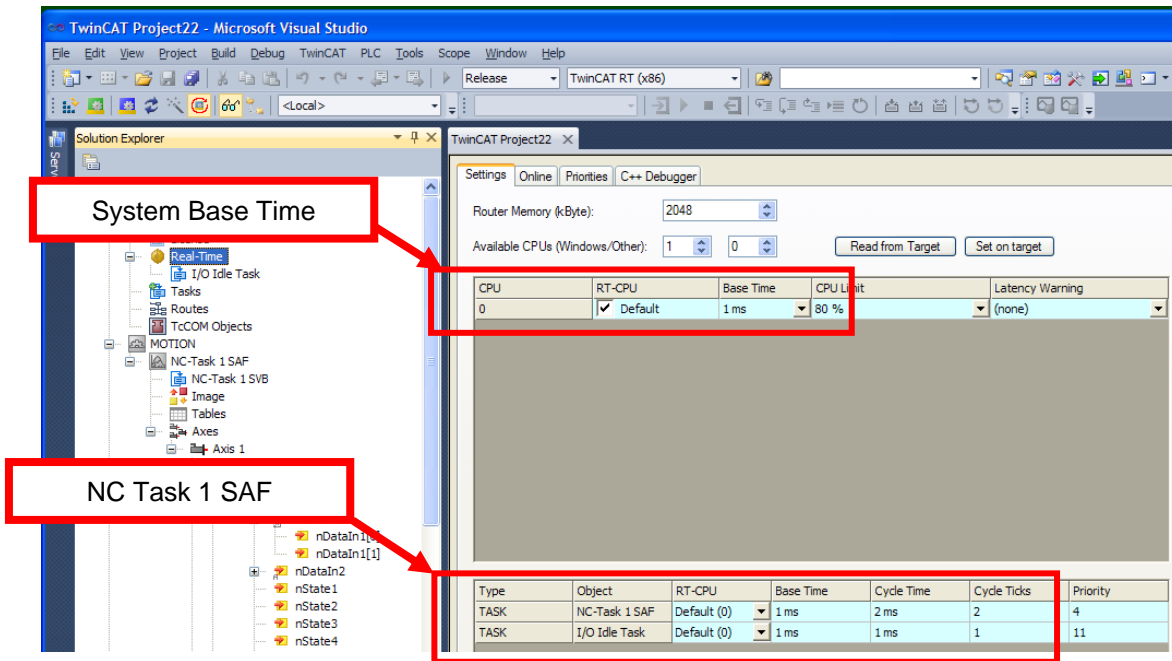 TwinCAT Project22 - Microsoft Visual Studio
File Edit View Project Build Debug TwinCAT PLC Tools Scope Window Help
Release TwinCAT RT (x86)
<Local>
Solution Explorer
TwinCAT Project22
Settings Online Priorities C++ Debugger
Router Memory (kByte): 2048
Available CPUs (Windows/Other): 1 0 Read from Target Set on target
System Base Time
Real-Time
I/O Idle Task
Tasks
Routes
TcCOM Objects
MOTION
NC-Task 1 SAF
NC-Task 1 SVB
Image
Tables
Axes
Axis 1
NC Task 1 SAF
nDataIn1[1]
nDataIn2
nState1
nState2
nState3
nState4
CPU RT-CPU Base Time CPU Limit Latency Warning
0 Default 1 ms 80 % (none)
Type Object RT-CPU Base Time Cycle Time Cycle Ticks Priority
TASK NC-Task 1 SAF Default (0) 1 ms 2 ms 2 4
TASK I/O Idle Task Default (0) 1 ms 1 ms 1 11